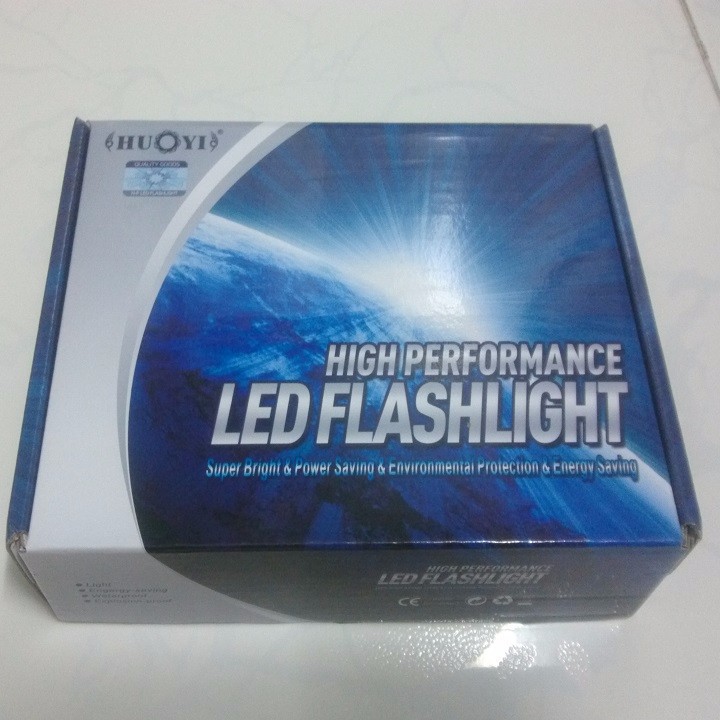 HUOYI®
QUALITY GOODS
HIGH PERFORMANCE
LED FLASHLIGHT
Super Bright & Power Saving & Environmental Protection & Energy Saving
HIGH PERFORMANCE
LED FLASHLIGHT
Light
CE